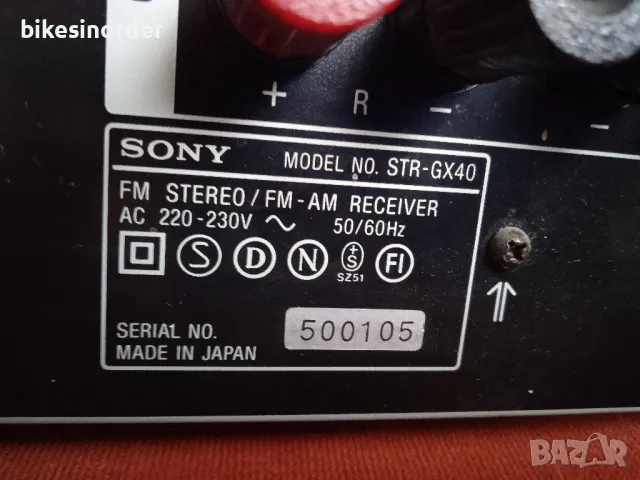 bikesinorder
+ R - -
SONY MODEL NO. STR-GX40
FM STEREO/FM-AM RECEIVER
AC 220-230V ~ 50/60Hz
S D N +S FI
SZ51
SERIAL NO. 500105
MADE IN JAPAN
BAZAR